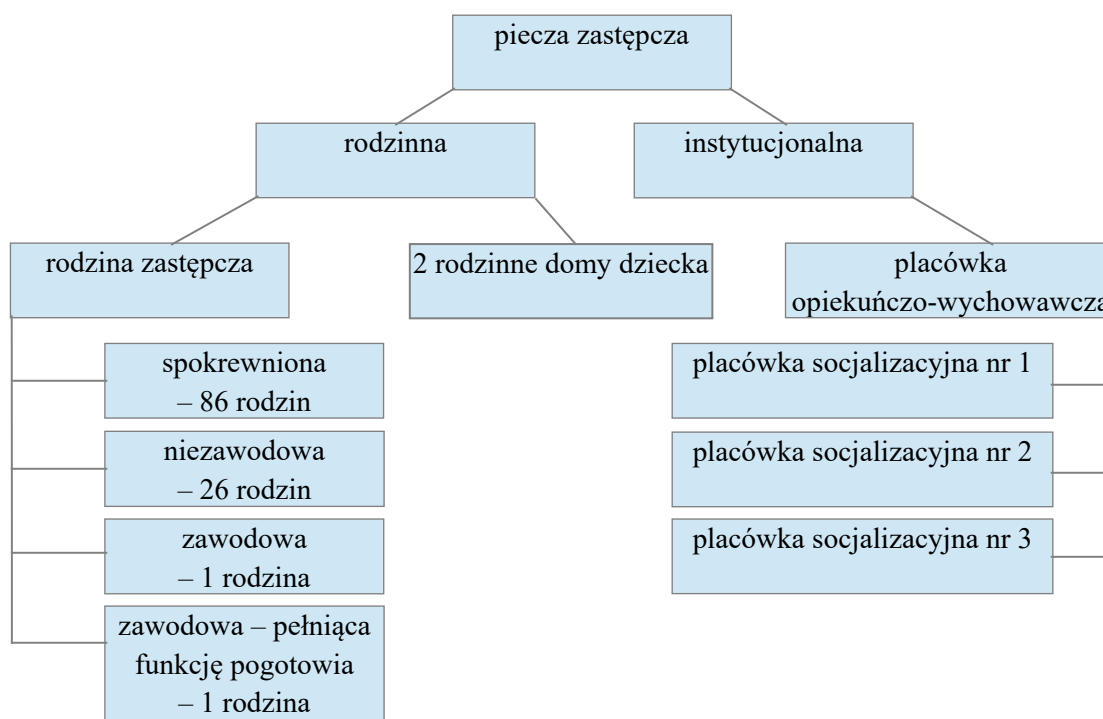 piecza zastępcza
rodzinna
instytucjonalna
rodzina zastępcza
2 rodzinne domy dziecka
placówka
opiekuńczo-wychowawcza
spokrewniona
– 86 rodzin
niezawodowa
– 26 rodzin
zawodowa
– 1 rodzina
zawodowa – pełniąca
funkcję pogotowia
– 1 rodzina
placówka socjalizacyjna nr 1
placówka socjalizacyjna nr 2
placówka socjalizacyjna nr 3